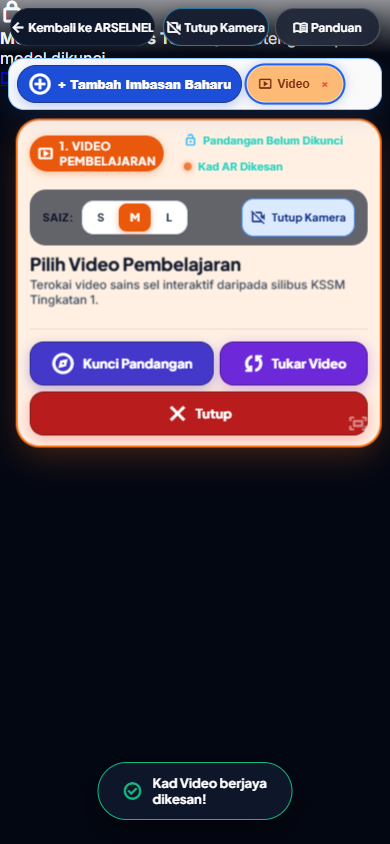 Kembali ke ARSELNEL
Tutup Kamera
Panduan
model dikunci
+ Tambah Imbasan Baharu
Video ×
1. VIDEO
PEMBELAJARAN
Pandangan Belum Dikunci
Kad AR Dikesan
SAIZ: S M L
Tutup Kamera
Pilih Video Pembelajaran
Terokai video sains sel interaktif daripada silibus KSSM
Tingkatan 1.
Kunci Pandangan
Tukar Video
Tutup
Kad Video berjaya
dikesan!